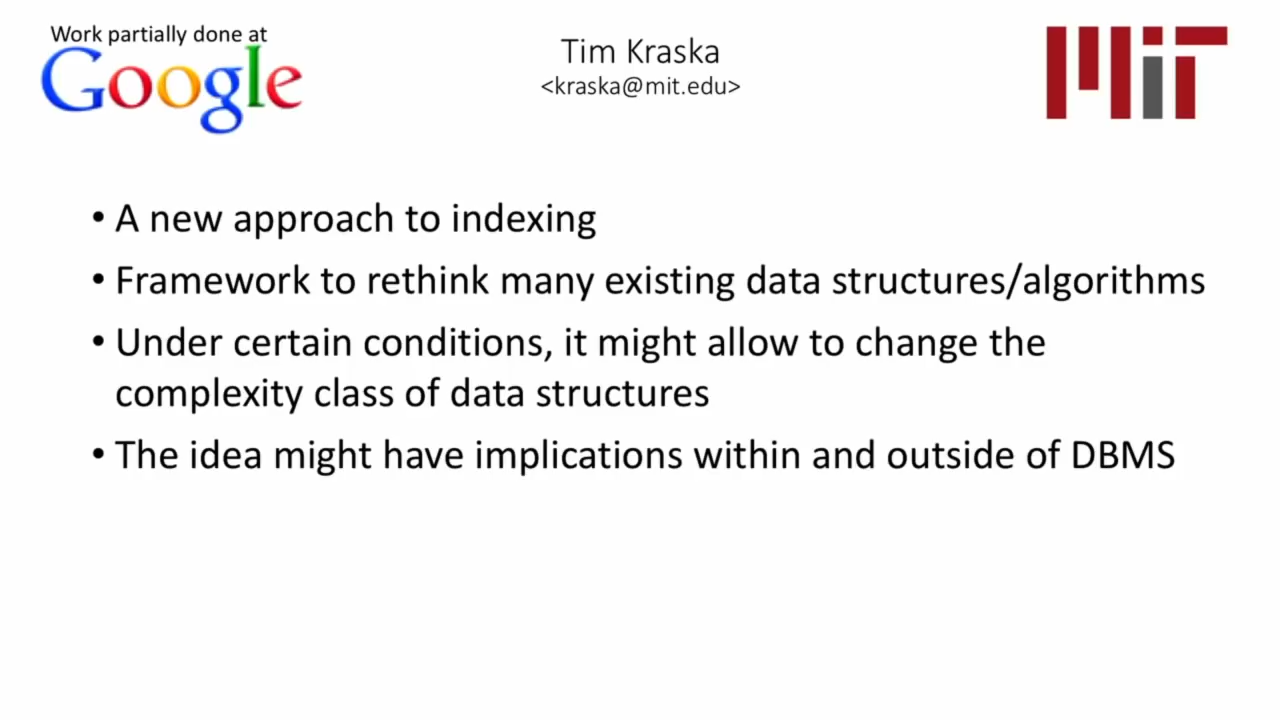 Work partially done at
Google
Tim Kraska
<kraska@mit.edu>
MIT
• A new approach to indexing
• Framework to rethink many existing data structures/algorithms
• Under certain conditions, it might allow to change the
complexity class of data structures
• The idea might have implications within and outside of DBMS